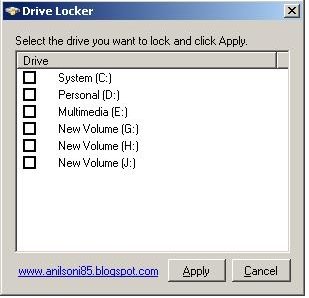 Drive Locker
Select the drive you want to lock and click Apply.
Drive
System (C:)
Personal (D:)
Multimedia (E:)
New Volume (G:)
New Volume (H:)
New Volume (J:)
www.anilsoni85.blogspot.com Apply Cancel